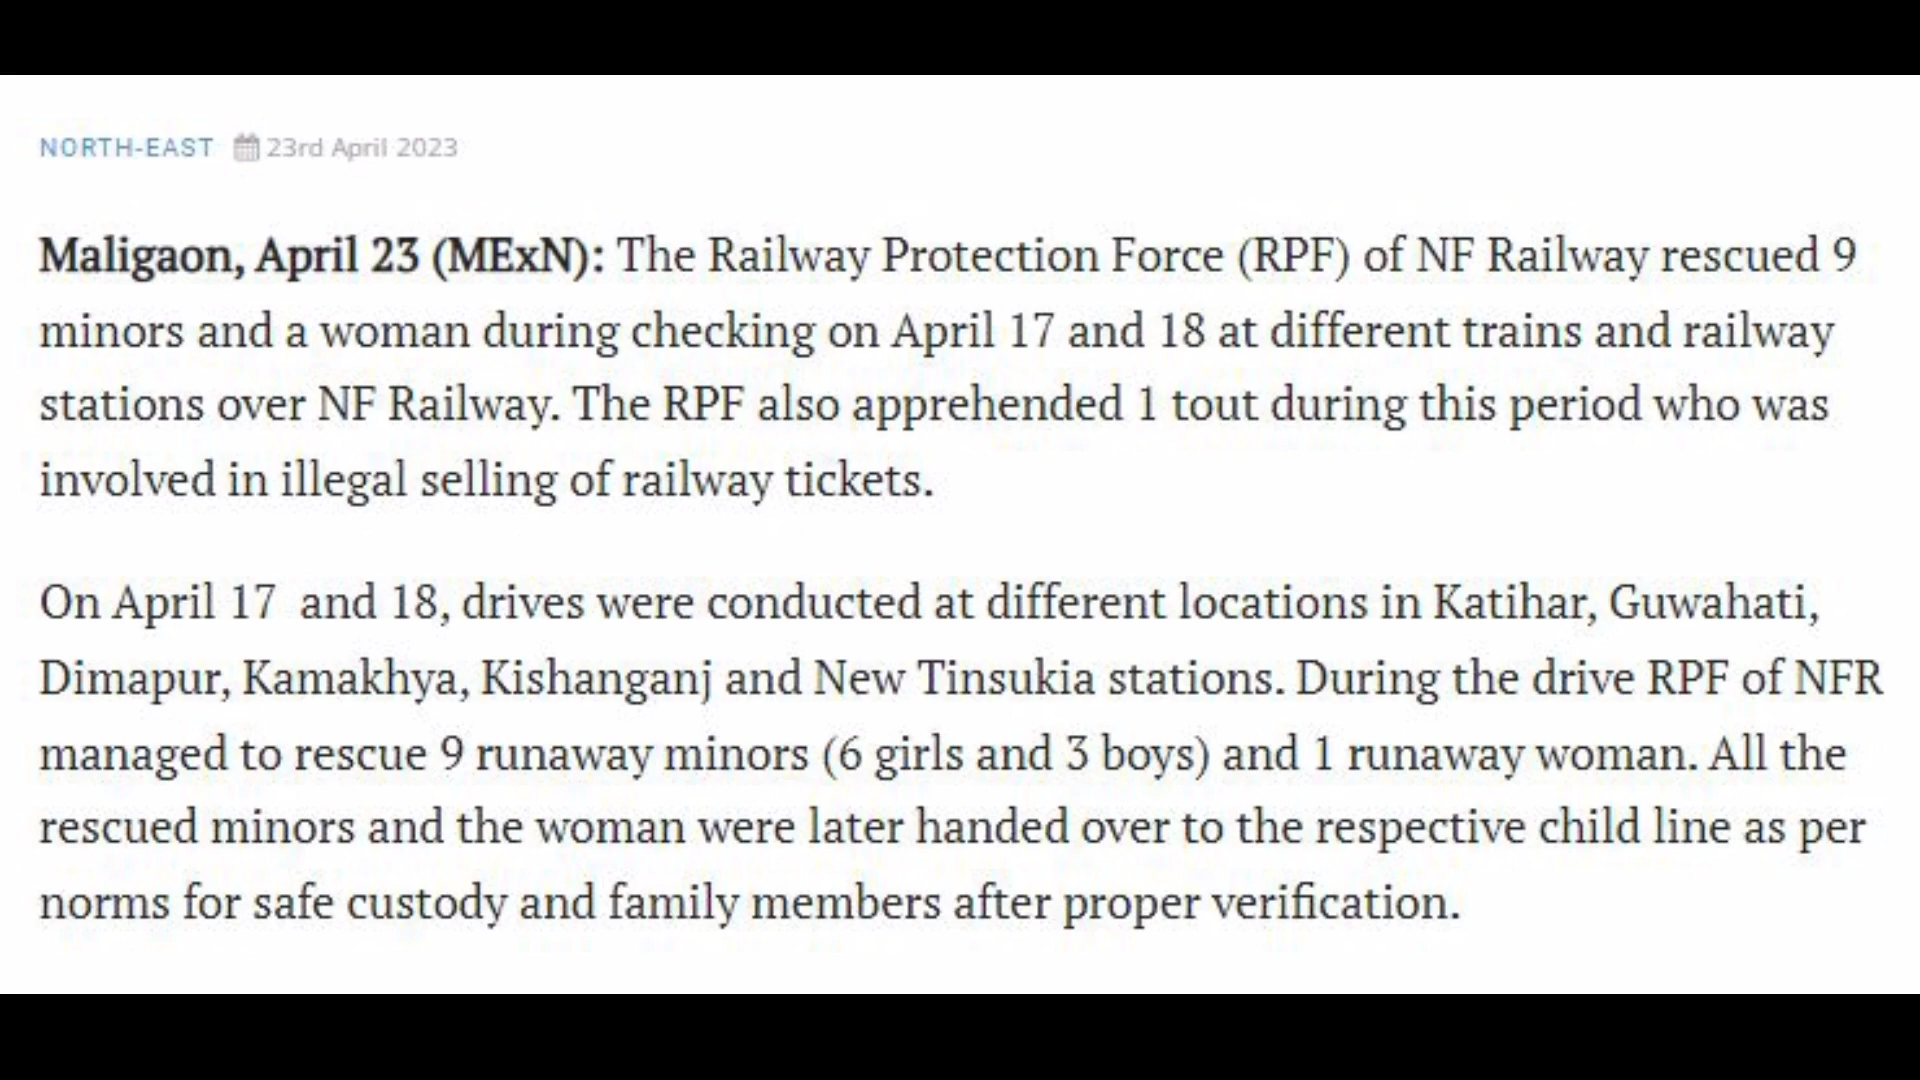 NORTH-EAST 23rd April 2023
Maligaon, April 23 (MExN): The Railway Protection Force (RPF) of NF Railway rescued 9
minors and a woman during checking on April 17 and 18 at different trains and railway
stations over NF Railway. The RPF also apprehended 1 tout during this period who was
involved in illegal selling of railway tickets.
On April 17 and 18, drives were conducted at different locations in Katihar, Guwahati,
Dimapur, Kamakhya, Kishanganj and New Tinsukia stations. During the drive RPF of NFR
managed to rescue 9 runaway minors (6 girls and 3 boys) and 1 runaway woman. All the
rescued minors and the woman were later handed over to the respective child line as per
norms for safe custody and family members after proper verification.